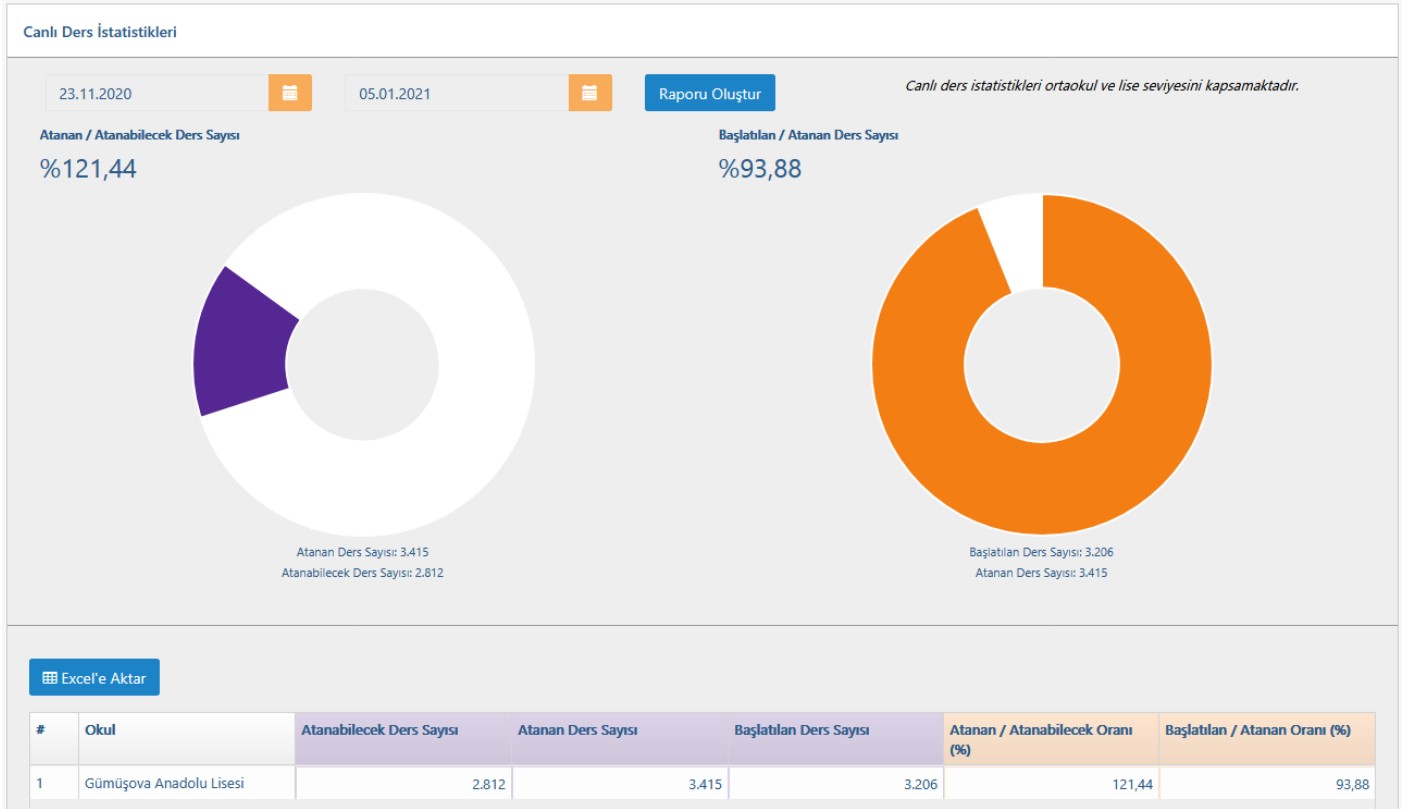 Canlı Ders İstatistikleri
23.11.2020
05.01.2021
Raporu Oluştur
Canlı ders istatistikleri ortaokul ve lise seviyesini kapsamaktadır.
Atanan / Atanabilecek Ders Sayısı
%121,44
Başlatılan / Atanan Ders Sayısı
%93,88
Atanan Ders Sayısı: 3.415
Atanabilecek Ders Sayısı: 2.812
Başlatılan Ders Sayısı: 3.206
Atanan Ders Sayısı: 3.415
Excel'e Aktar
# Okul Atanabilecek Ders Sayısı Atanan Ders Sayısı Başlatılan Ders Sayısı Atanan / Atanabilecek Oranı Başlatılan / Atanan Oranı (%)
(%)
1 Gümüşova Anadolu Lisesi 2.812 3.415 3.206 121,44 93,88